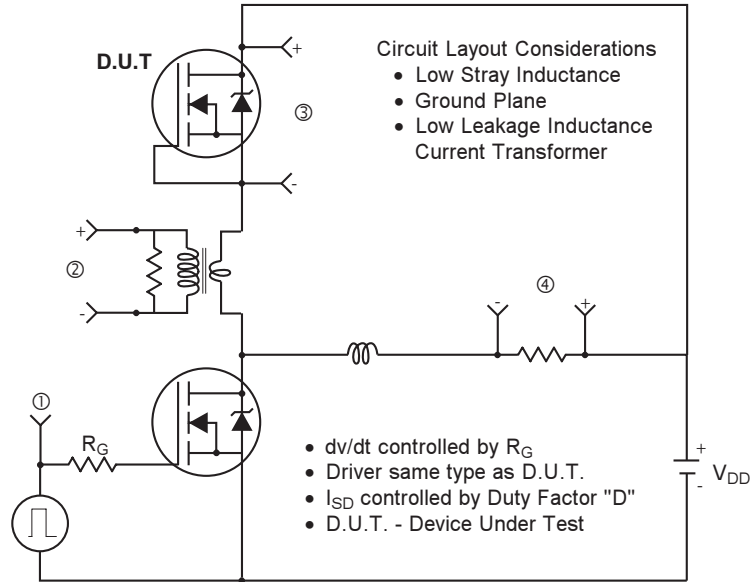 D.U.T
+
Circuit Layout Considerations
• Low Stray Inductance
• Ground Plane
• Low Leakage Inductance
Current Transformer
③
-
+
②
-
④
-
+
①
R_G
• dv/dt controlled by R_G
• Driver same type as D.U.T.
• I_SD controlled by Duty Factor "D"
• D.U.T. - Device Under Test
+
V_DD
-